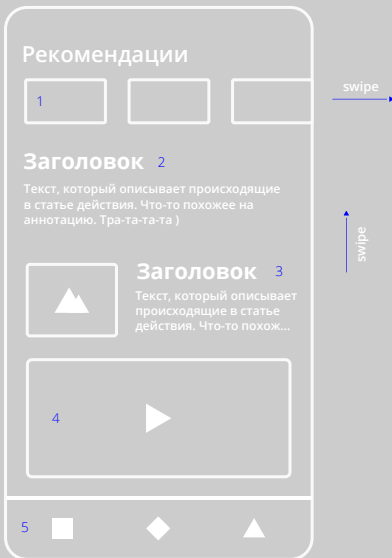 Рекомендации
swipe
1
Заголовок 2
Текст, который описывает происходящие
в статье действия. Что-то похожее на
аннотацию. Тра-та-та-та )
swipe
Заголовок 3
Текст, который описывает
происходящие в статье
действия. Что-то похож...
4
5